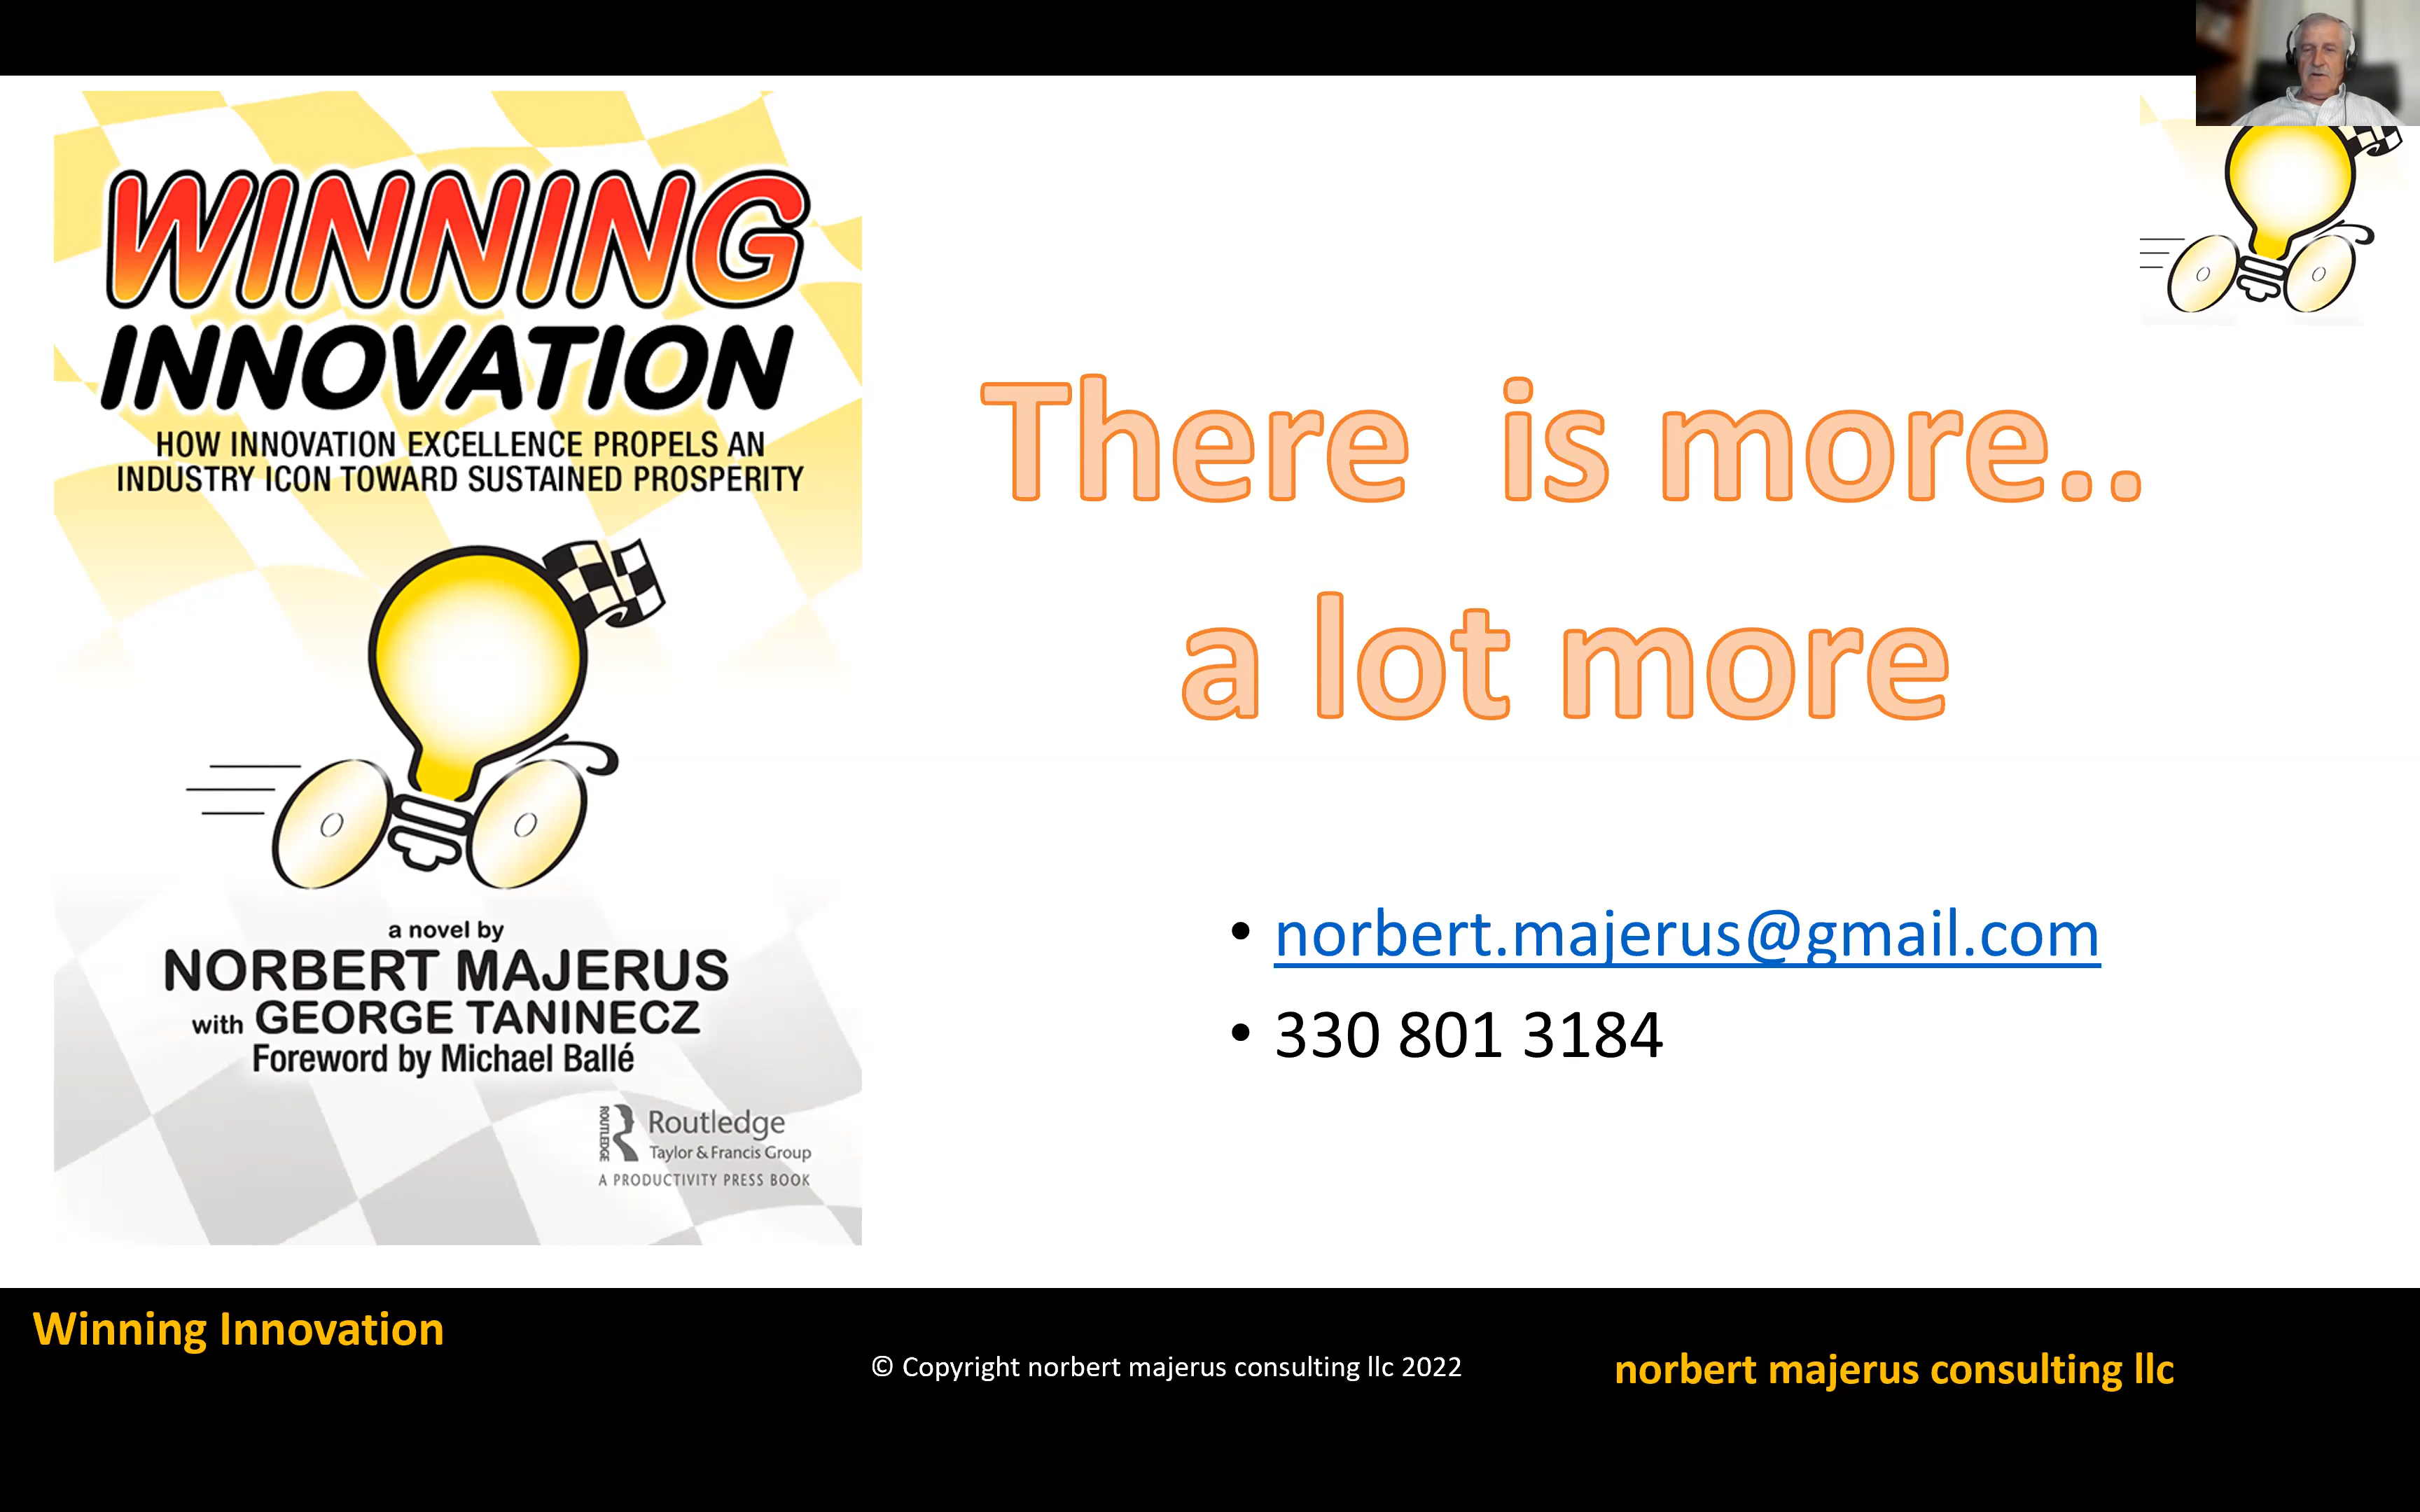 WINNING
INNOVATION
HOW INNOVATION EXCELLENCE PROPELS AN
INDUSTRY ICON TOWARD SUSTAINED PROSPERITY
a novel by
NORBERT MAJERUS
with GEORGE TANINECZ
Foreword by Michael Ballé
ROUTLEDGE
Routledge
Taylor & Francis Group
A PRODUCTIVITY PRESS BOOK
There is more..
a lot more
• norbert.majerus@gmail.com
• 330 801 3184
Winning Innovation
© Copyright norbert majerus consulting llc 2022
norbert majerus consulting llc